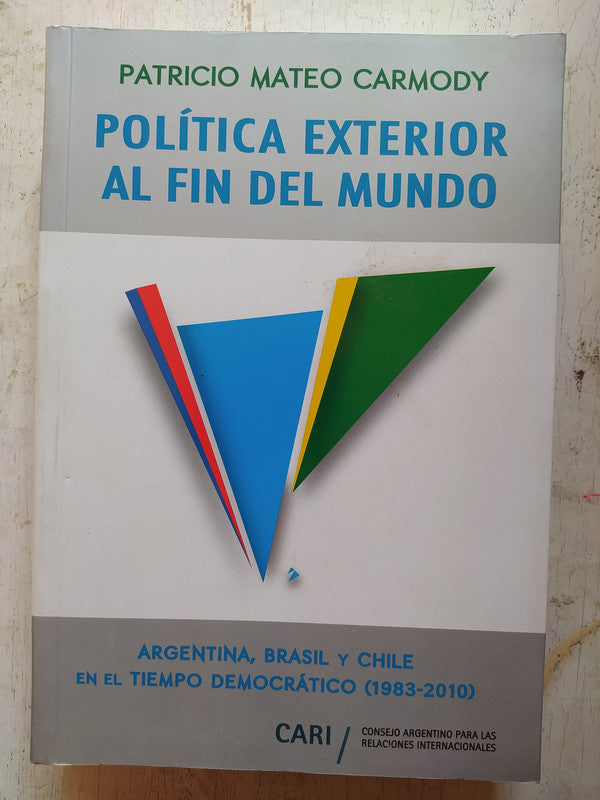 PATRICIO MATEO CARMODY
POLÍTICA EXTERIOR
AL FIN DEL MUNDO
ARGENTINA, BRASIL Y CHILE
EN EL TIEMPO DEMOCRÁTICO (1983-2010)
CARI /
CONSEJO ARGENTINO PARA LAS
RELACIONES INTERNACIONALES